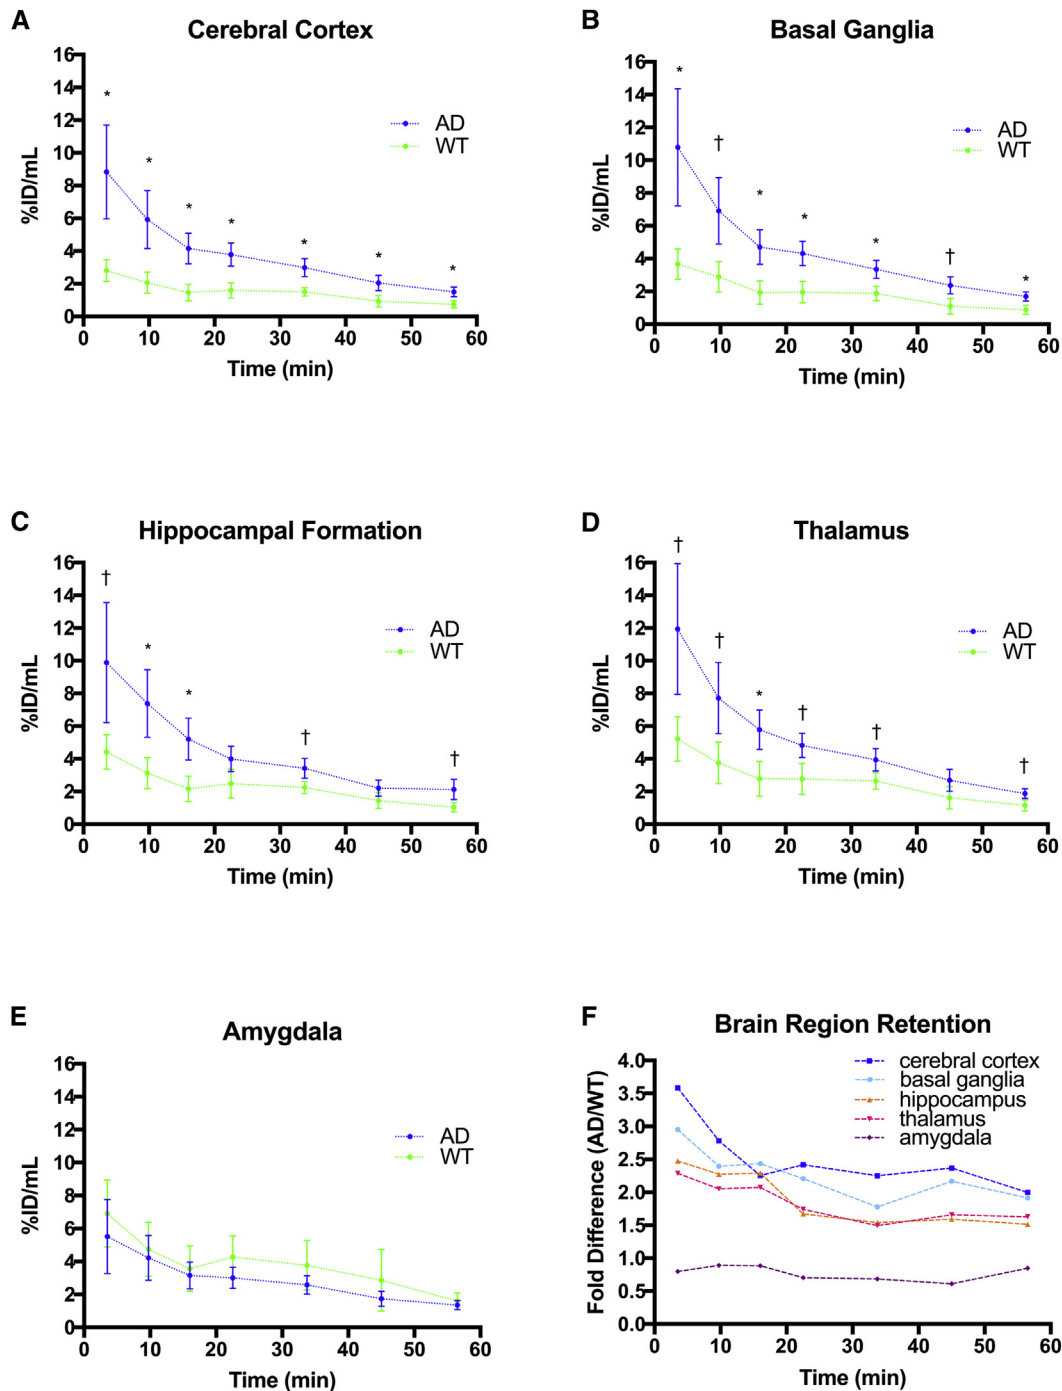 A
Cerebral Cortex
16
14
12
10
8
6
4
2
0
%ID/mL
* * * * * * *
AD
WT
0 10 20 30 40 50 60
Time (min)
B
Basal Ganglia
16
14
12
10
8
6
4
2
0
%ID/mL
* † * * * † *
AD
WT
0 10 20 30 40 50 60
Time (min)
C
Hippocampal Formation
16
14
12
10
8
6
4
2
0
%ID/mL
† * * † †
AD
WT
0 10 20 30 40 50 60
Time (min)
D
Thalamus
16
14
12
10
8
6
4
2
0
%ID/mL
† † * † † †
AD
WT
0 10 20 30 40 50 60
Time (min)
E
Amygdala
16
14
12
10
8
6
4
2
0
%ID/mL
AD
WT
0 10 20 30 40 50 60
Time (min)
F
Brain Region Retention
4.0
3.5
3.0
2.5
2.0
1.5
1.0
0.5
0.0
Fold Difference (AD/WT)
cerebral cortex
basal ganglia
hippocampus
thalamus
amygdala
0 10 20 30 40 50 60
Time (min)